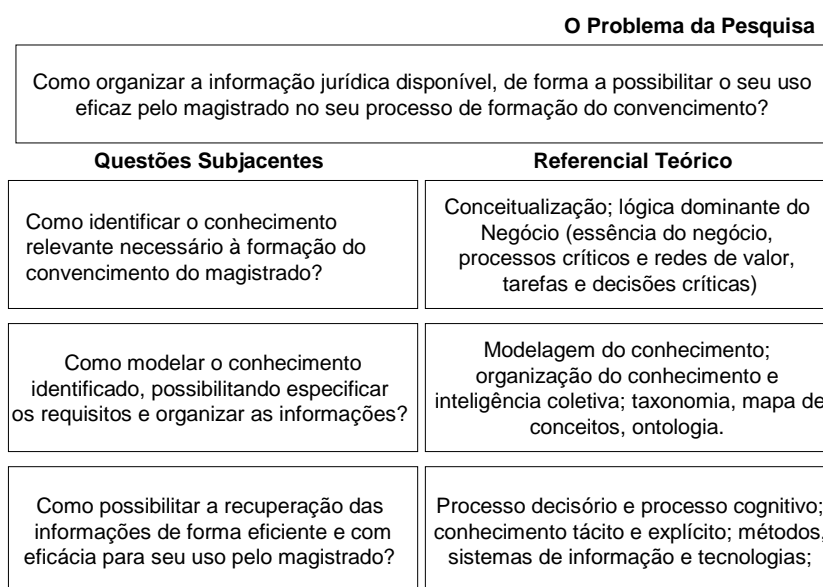 O Problema da Pesquisa
Como organizar a informação jurídica disponível, de forma a possibilitar o seu uso
eficaz pelo magistrado no seu processo de formação do convencimento?
Questões Subjacentes
Referencial Teórico
Como identificar o conhecimento
relevante necessário à formação do
convencimento do magistrado?
Conceitualização; lógica dominante do
Negócio (essência do negócio,
processos críticos e redes de valor,
tarefas e decisões críticas)
Como modelar o conhecimento
identificado, possibilitando especificar
os requisitos e organizar as informações?
Modelagem do conhecimento;
organização do conhecimento e
inteligência coletiva; taxonomia, mapa de
conceitos, ontologia.
Como possibilitar a recuperação das
informações de forma eficiente e com
eficácia para seu uso pelo magistrado?
Processo decisório e processo cognitivo;
conhecimento tácito e explícito; métodos,
sistemas de informação e tecnologias;